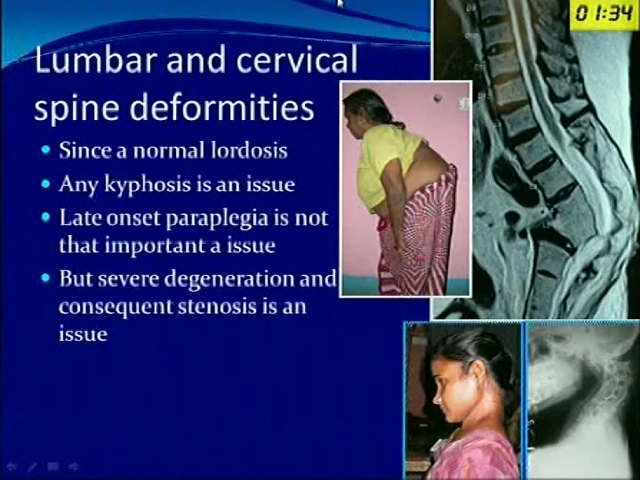 01:34
Lumbar and cervical
spine deformities
Since a normal lordosis
Any kyphosis is an issue
Late onset paraplegia is not
that important a issue
But severe degeneration and
consequent stenosis is an
issue